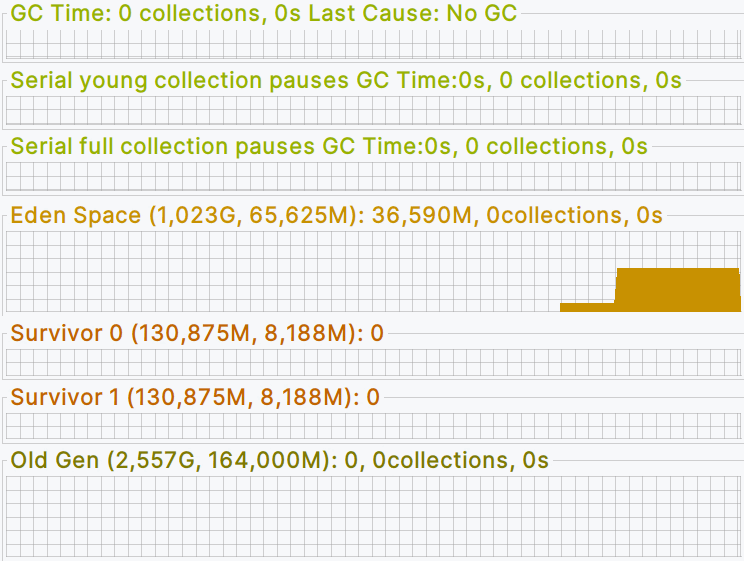 GC Time: 0 collections, 0s Last Cause: No GC
Serial young collection pauses GC Time:0s, 0 collections, 0s
Serial full collection pauses GC Time:0s, 0 collections, 0s
Eden Space (1,023G, 65,625M): 36,590M, 0collections, 0s
Survivor 0 (130,875M, 8,188M): 0
Survivor 1 (130,875M, 8,188M): 0
Old Gen (2,557G, 164,000M): 0, 0collections, 0s